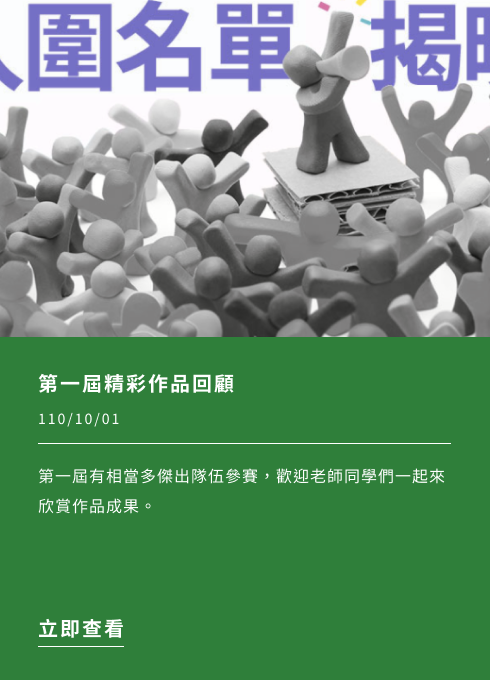 入圍名單 揭曉
第一屆精彩作品回顧
110/10/01
第一屆有相當多傑出隊伍參賽，歡迎老師同學們一起來
欣賞作品成果。
立即查看